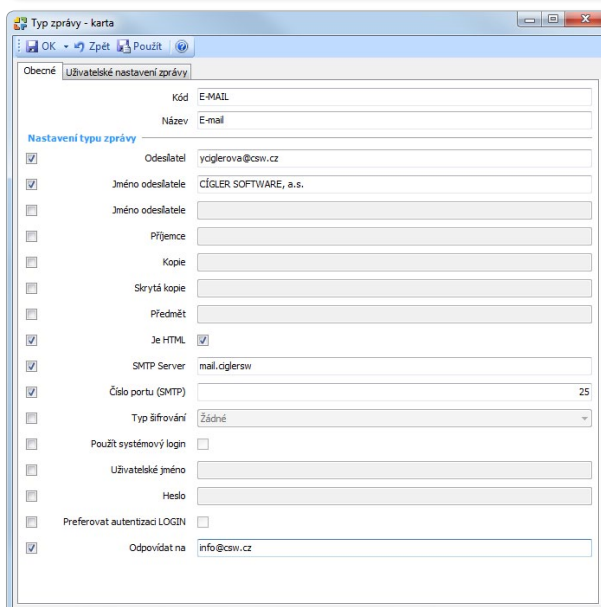 Typ zprávy - karta
OK Zpět Použít
Obecné Uživatelské nastavení zprávy
Kód E-MAIL
Název E-mail
Nastavení typu zprávy
Odesílatel yciglerova@csw.cz
Jméno odesílatele CÍGLER SOFTWARE, a.s.
Jméno odesílatele
Příjemce
Kopie
Skrytá kopie
Předmět
Je HTML
SMTP Server mail.ciglersw
Číslo portu (SMTP) 25
Typ šifrování Žádné
Použít systémový login
Uživatelské jméno
Heslo
Preferovat autentizaci LOGIN
Odpovídat na info@csw.cz